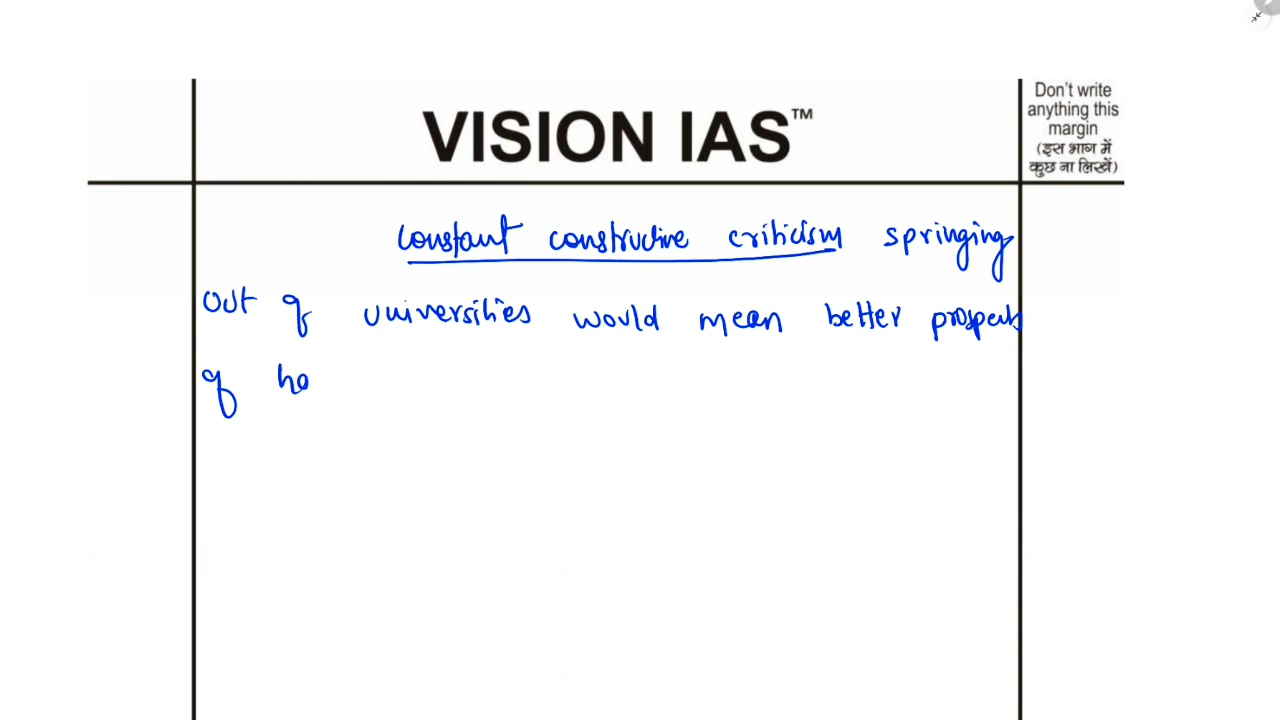 VISION IAS™
Don't write
anything this
margin
(इस भाग में
कुछ ना लिखें)
constant constructive criticism springing
out of universities would mean better prospects
of ha